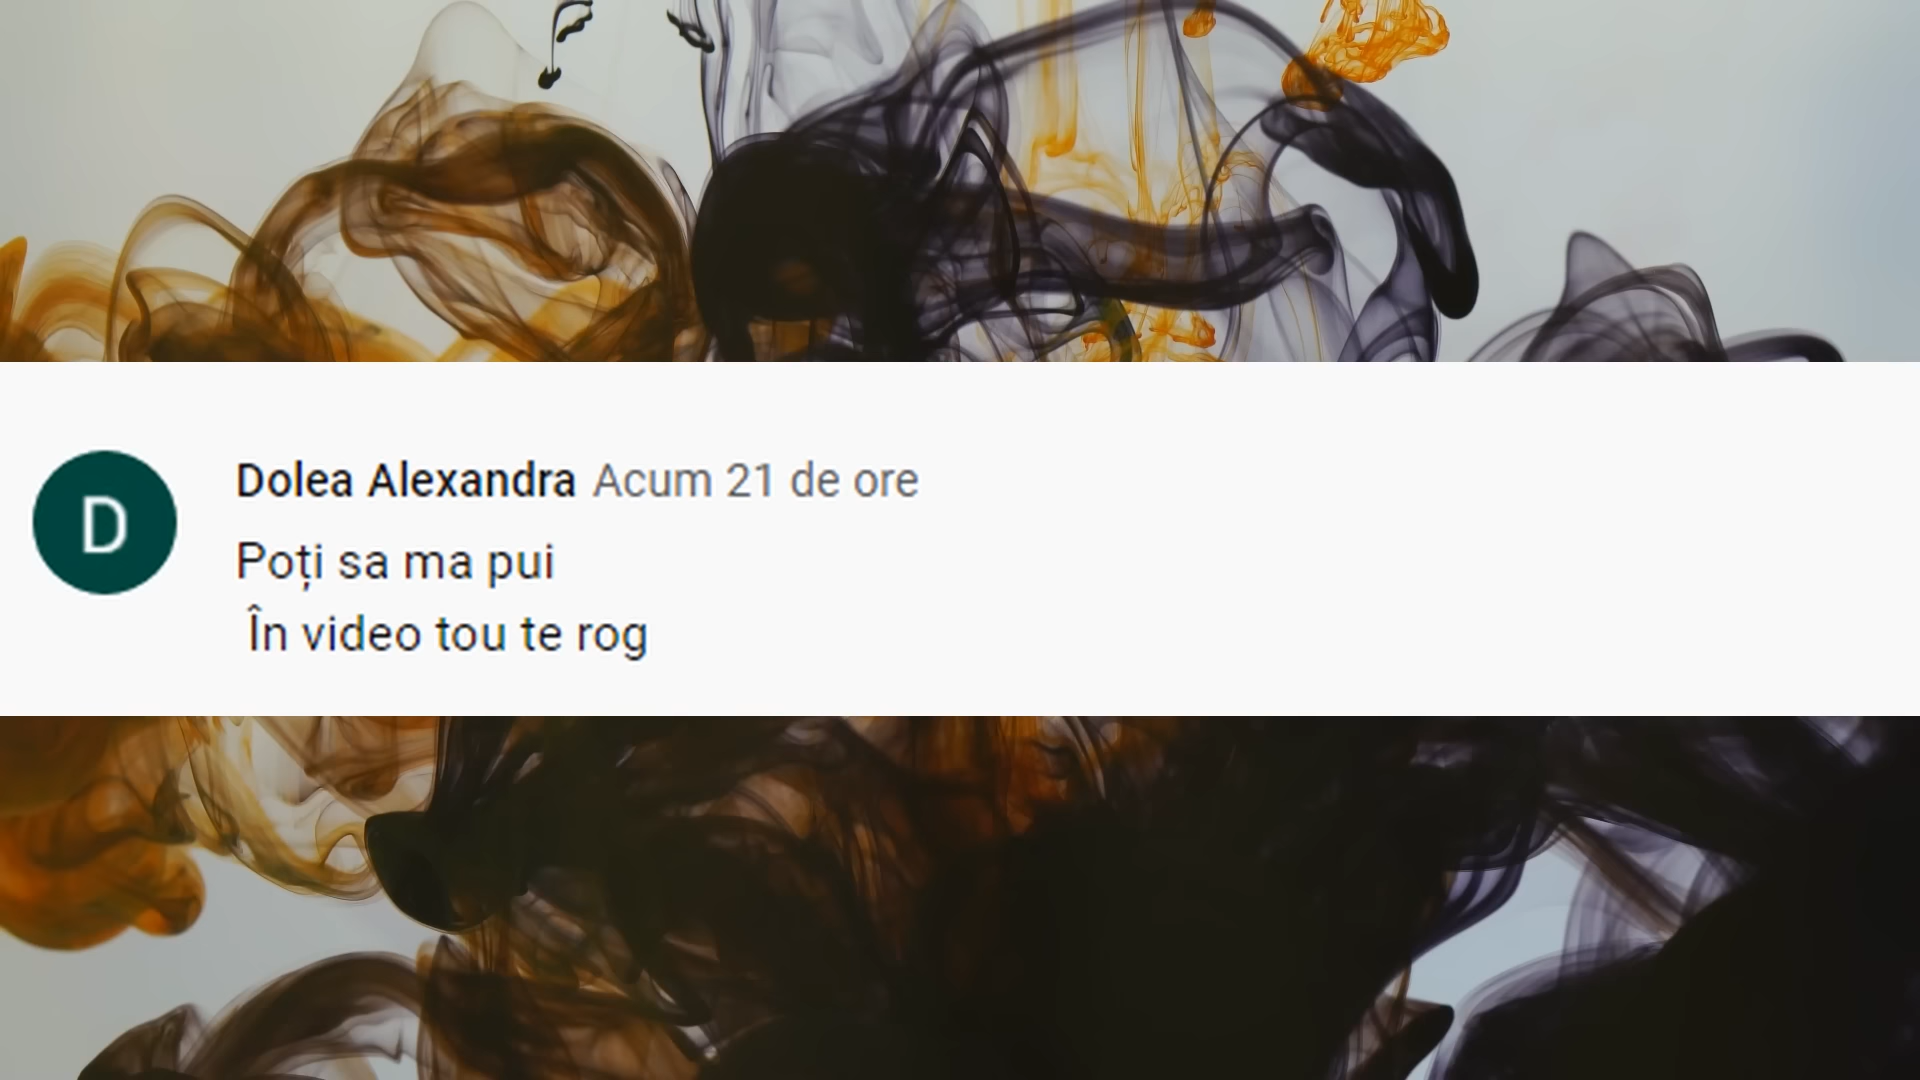 D
Dolea Alexandra Acum 21 de ore
Poți sa ma pui
În video tou te rog